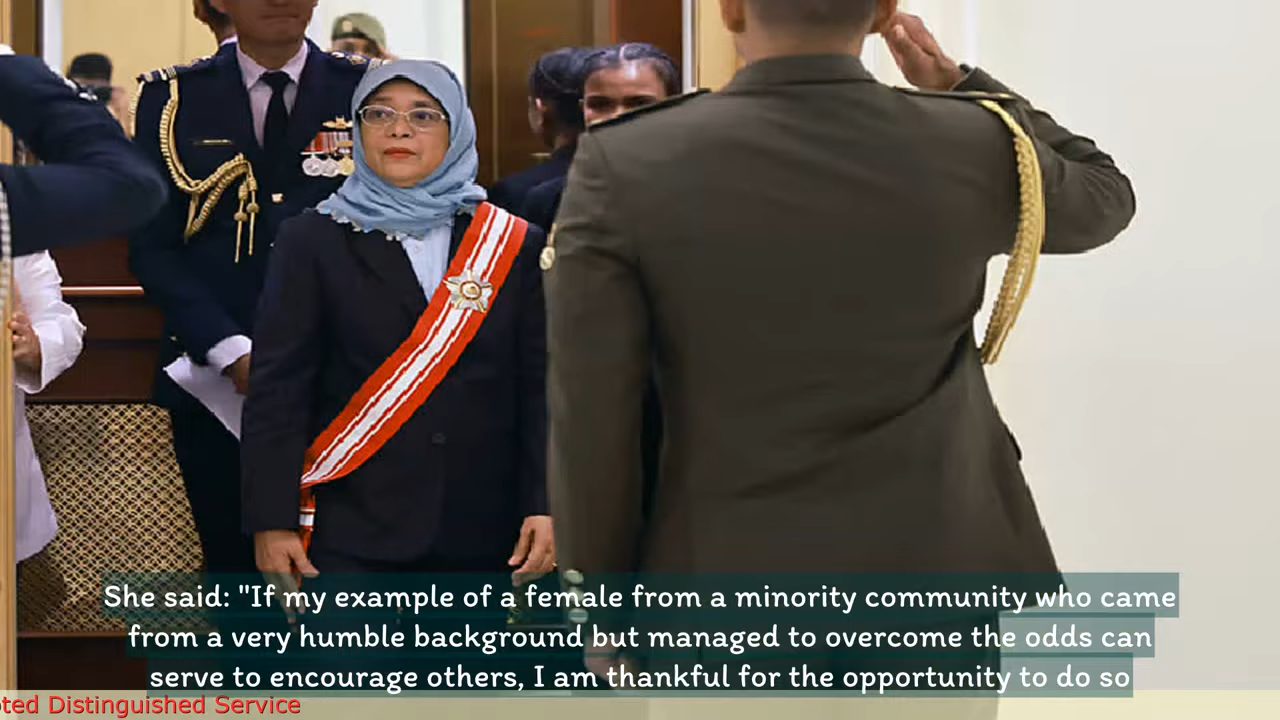 She said: "If my example of a female from a minority community who came
from a very humble background but managed to overcome the odds can
serve to encourage others, I am thankful for the opportunity to do so
ted Distinguished Service